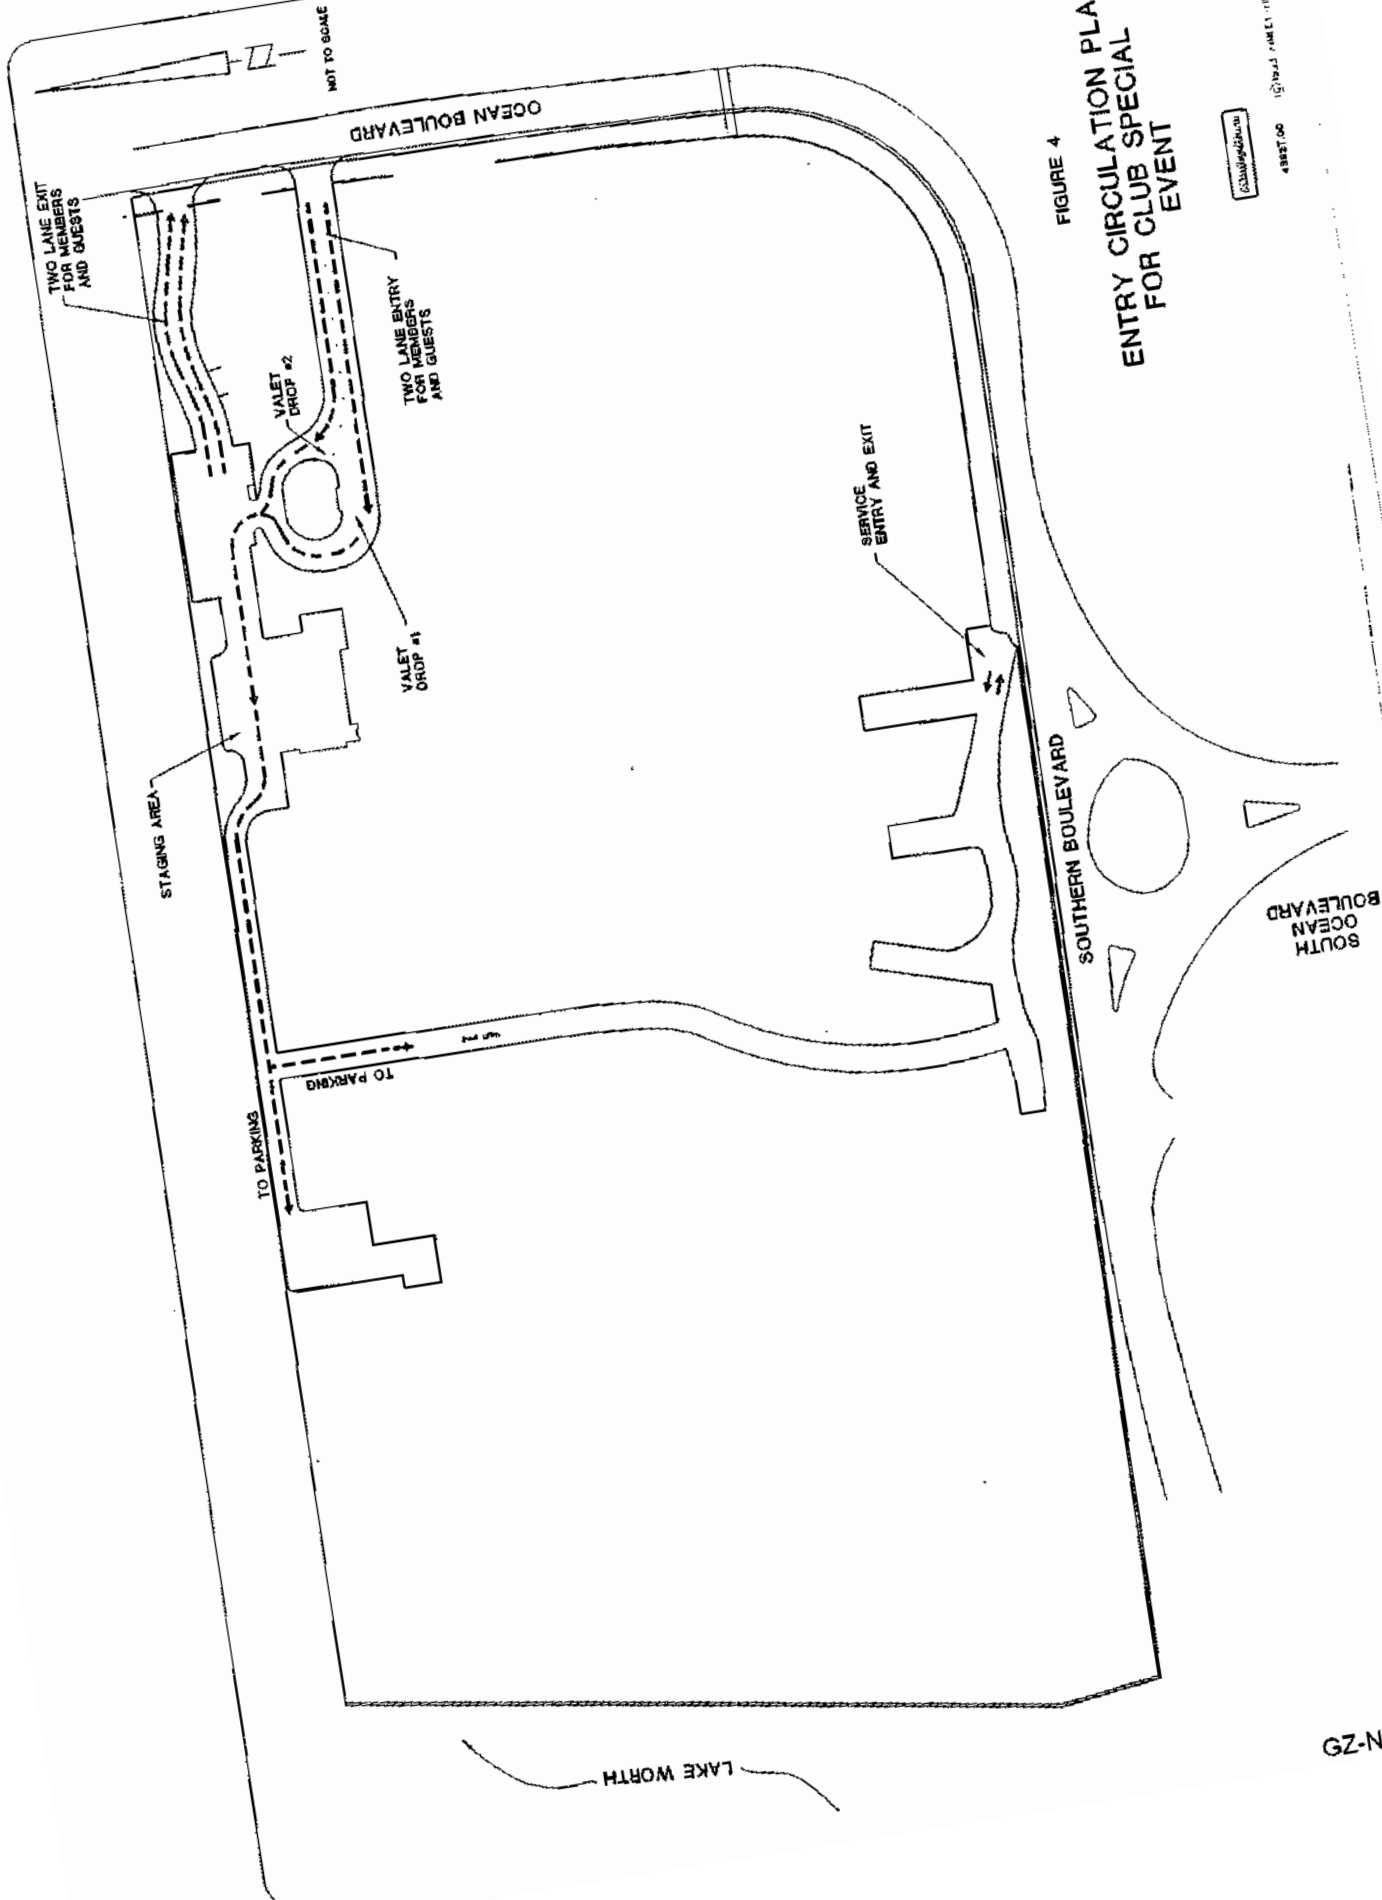 NOT TO SCALE
OCEAN BOULEVARD
TWO LANE EXIT
FOR MEMBERS
AND GUESTS
VALET
DROP #2
TWO LANE ENTRY
FOR MEMBERS
AND GUESTS
VALET
DROP #1
STAGING AREA
SERVICE
ENTRY AND EXIT
TO PARKING
TO PARKING
SOUTHERN BOULEVARD
SOUTH
OCEAN
BOULEVARD
LAKE WORTH
FIGURE 4
ENTRY CIRCULATION PLA
FOR CLUB SPECIAL
EVENT
GZ-N